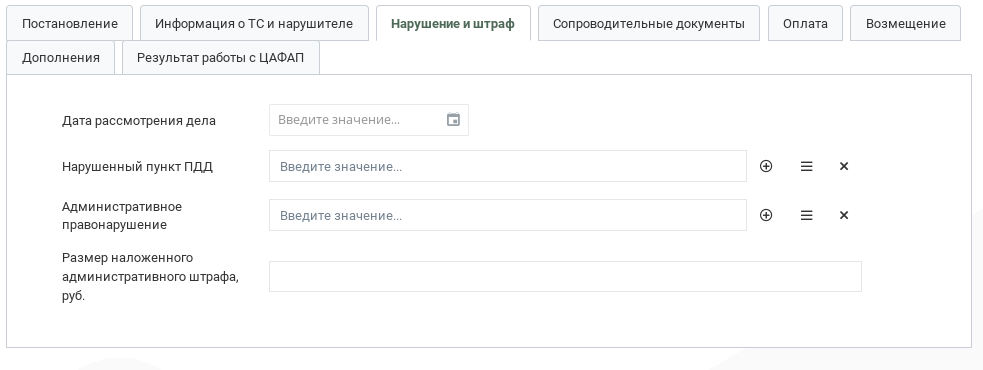 Постановление
Информация о ТС и нарушителе
Нарушение и штраф
Сопроводительные документы
Оплата
Возмещение
Дополнения
Результат работы с ЦАФАП
Дата рассмотрения дела
Введите значение...
Нарушенный пункт ПДД
Введите значение...
Административное
правонарушение
Введите значение...
Размер наложенного
административного штрафа,
руб.